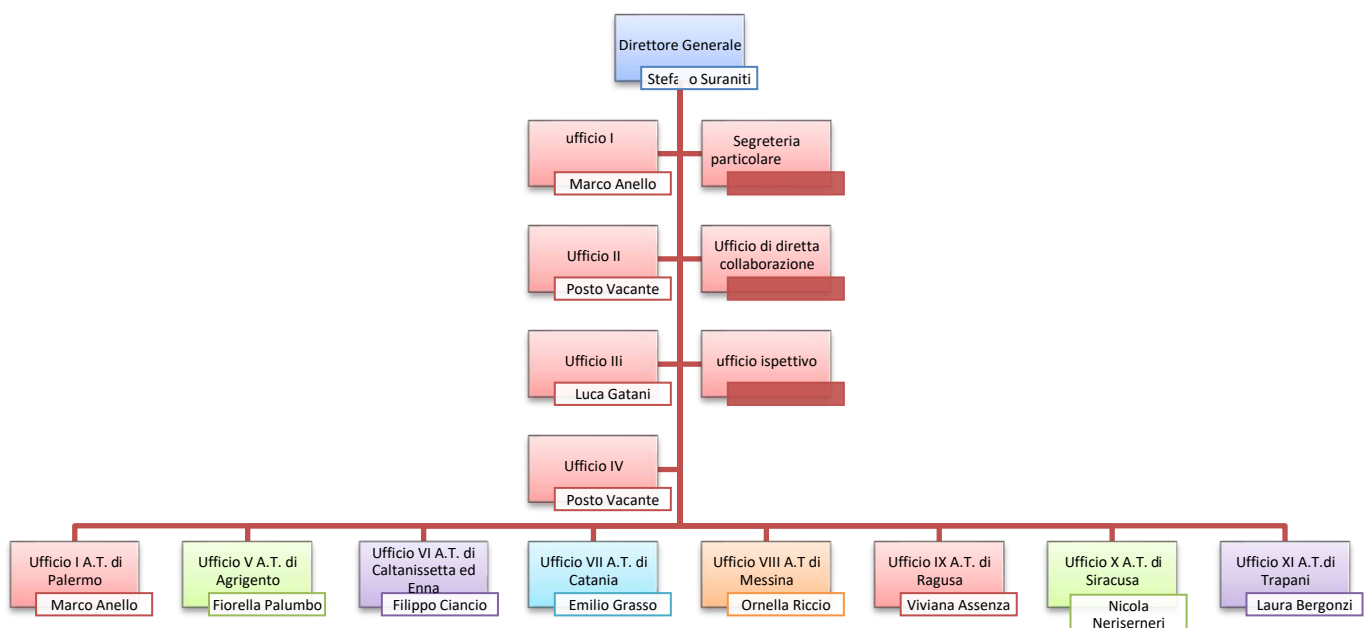 Direttore Generale
Stefa o Suraniti
ufficio I
Marco Anello
Segreteria
particolare
Ufficio II
Posto Vacante
Ufficio di diretta
collaborazione
Ufficio IIi
Luca Gatani
ufficio ispettivo
Ufficio IV
Posto Vacante
Ufficio I A.T. di
Palermo
Marco Anello
Ufficio V A.T. di
Agrigento
Fiorella Palumbo
Ufficio VI A.T. di
Caltanissetta ed
Enna
Filippo Ciancio
Ufficio VII A.T. di
Catania
Emilio Grasso
Ufficio VIII A.T di
Messina
Ornella Riccio
Ufficio IX A.T. di
Ragusa
Viviana Assenza
Ufficio X A.T. di
Siracusa
Nicola
Neriserneri
Ufficio XI A.T.di
Trapani
Laura Bergonzi